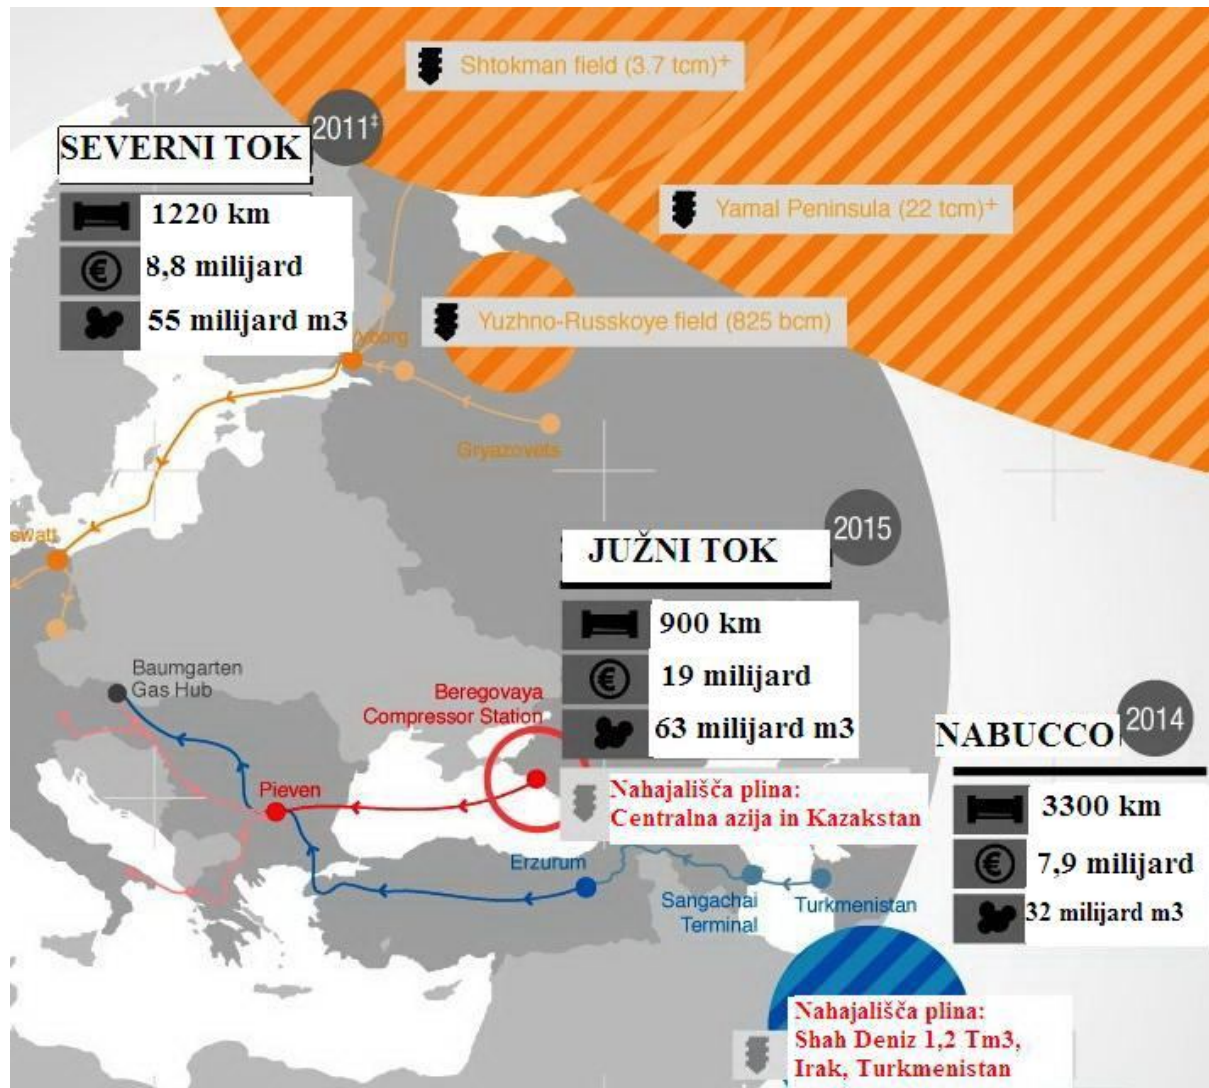 Shtokman field (3.7 tcm)+
2011‡
SEVERNI TOK
1220 km
8,8 milijard
55 milijard m3
Yamal Peninsula (22 tcm)+
Yuzhno-Russkoye field (825 bcm)
Gryazovets
swatt
2015
JUŽNI TOK
900 km
19 milijard
63 milijard m3
Baumgarten
Gas Hub
Beregovaya
Compressor Station
Pieven
Nahajališča plina:
Centralna azija in Kazakstan
2014
NABUCCO
3300 km
7,9 milijard
32 milijard m3
Erzurum
Sangachai
Terminal
Turkmenistan
Nahajališča plina:
Shah Deniz 1,2 Tm3,
Irak, Turkmenistan